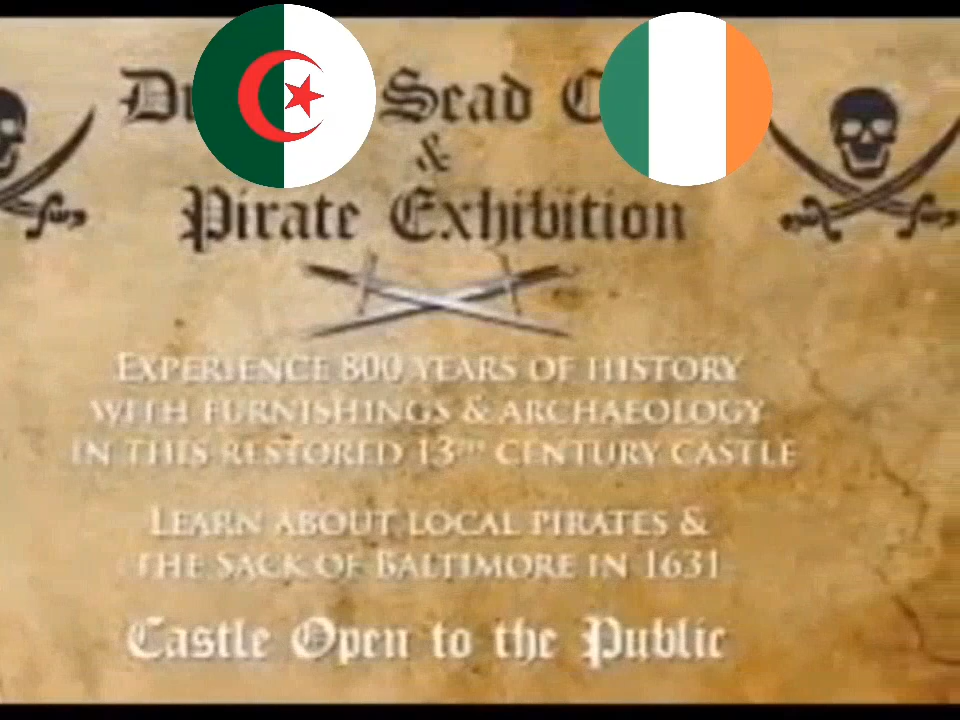 Sead
&
Pirate Exhibition
EXPERIENCE 800 YEARS OF HISTORY
WITH FURNISHINGS & ARCHAEOLOGY
IN THIS RESTORED 13TH CENTURY CASTLE
LEARN ABOUT LOCAL PIRATES &
THE SACK OF BALTIMORE IN 1631
Castle Open to the Public